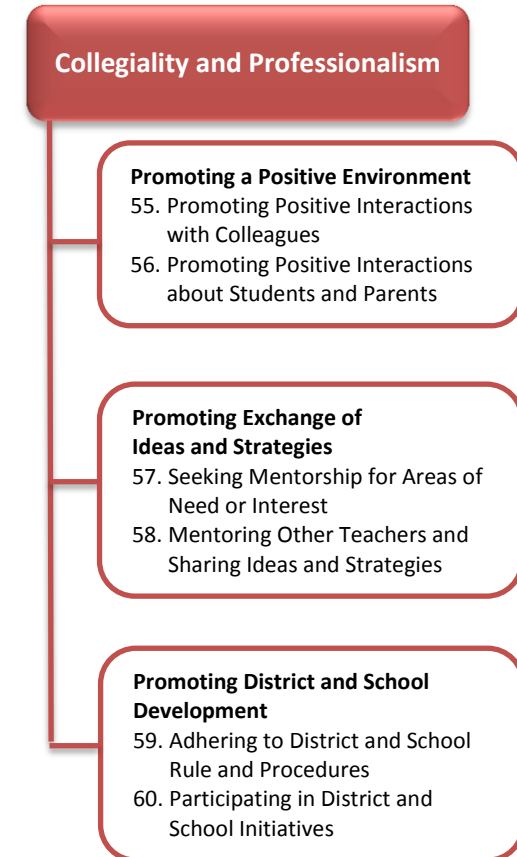 Collegiality and Professionalism
Promoting a Positive Environment
55. Promoting Positive Interactions
with Colleagues
56. Promoting Positive Interactions
about Students and Parents
Promoting Exchange of
Ideas and Strategies
57. Seeking Mentorship for Areas of
Need or Interest
58. Mentoring Other Teachers and
Sharing Ideas and Strategies
Promoting District and School
Development
59. Adhering to District and School
Rule and Procedures
60. Participating in District and
School Initiatives